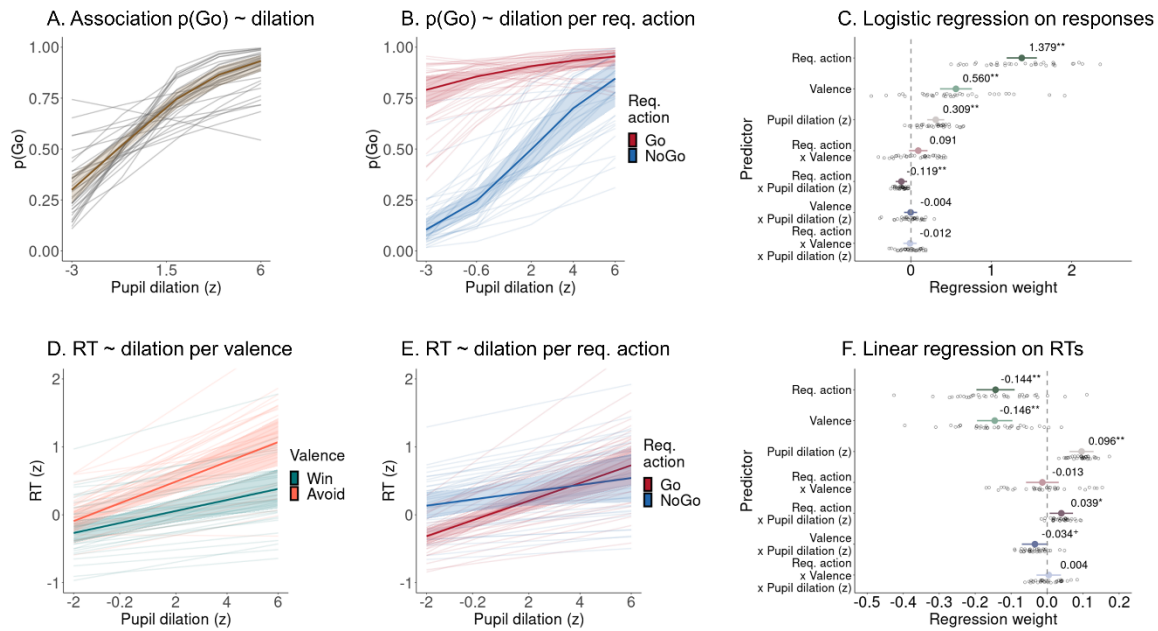 A. Association p(Go) ~ dilation
1.00
0.75
0.50
0.25
0.00
p(Go)
-3
1.5
6
Pupil dilation (z)
B. p(Go) ~ dilation per req. action
1.00
0.75
0.50
0.25
0.00
p(Go)
-3
-0.6
2
4
6
Pupil dilation (z)
Req.
action
Go
NoGo
C. Logistic regression on responses
Predictor
Req. action
1.379**
Valence
0.560**
Pupil dilation (z)
0.309**
Req. action
x Valence
0.091
Req. action
x Pupil dilation (z)
-0.119**
Valence
x Pupil dilation (z)
-0.004
Req. action
x Valence
x Pupil dilation (z)
-0.012
0
1
2
Regression weight
D. RT ~ dilation per valence
2
1
0
-1
RT (z)
-2
-0.2
2
4
6
Pupil dilation (z)
Valence
Win
Avoid
E. RT ~ dilation per req. action
2
1
0
-1
RT (z)
-2
-0.2
2
4
6
Pupil dilation (z)
Req.
action
Go
NoGo
F. Linear regression on RTs
Predictor
Req. action
-0.144**
Valence
-0.146**
Pupil dilation (z)
0.096**
Req. action
x Valence
-0.013
Req. action
x Pupil dilation (z)
0.039*
Valence
x Pupil dilation (z)
-0.034+
Req. action
x Valence
x Pupil dilation (z)
0.004
-0.5
-0.4
-0.3
-0.2
-0.1
0.0
0.1
0.2
Regression weight